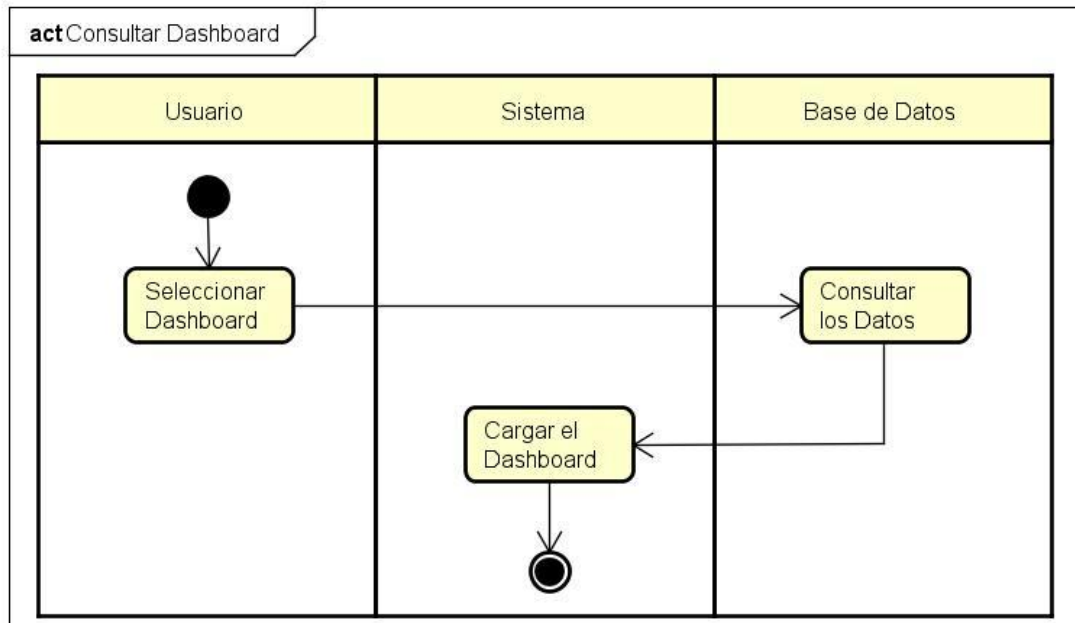 act Consultar Dashboard
Usuario
Sistema
Base de Datos
Seleccionar
Dashboard
Consultar
los Datos
Cargar el
Dashboard